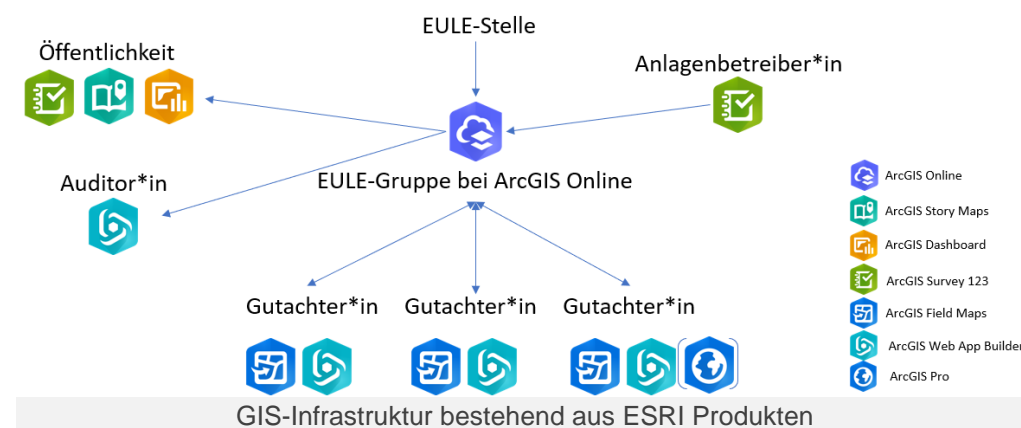 EULE-Stelle
Öffentlichkeit
Anlagenbetreiber*in
Auditor*in
EULE-Gruppe bei ArcGIS Online
Gutachter*in
Gutachter*in
Gutachter*in
ArcGIS Online
ArcGIS Story Maps
ArcGIS Dashboard
ArcGIS Survey 123
ArcGIS Field Maps
ArcGIS Web App Builder
ArcGIS Pro
GIS-Infrastruktur bestehend aus ESRI Produkten